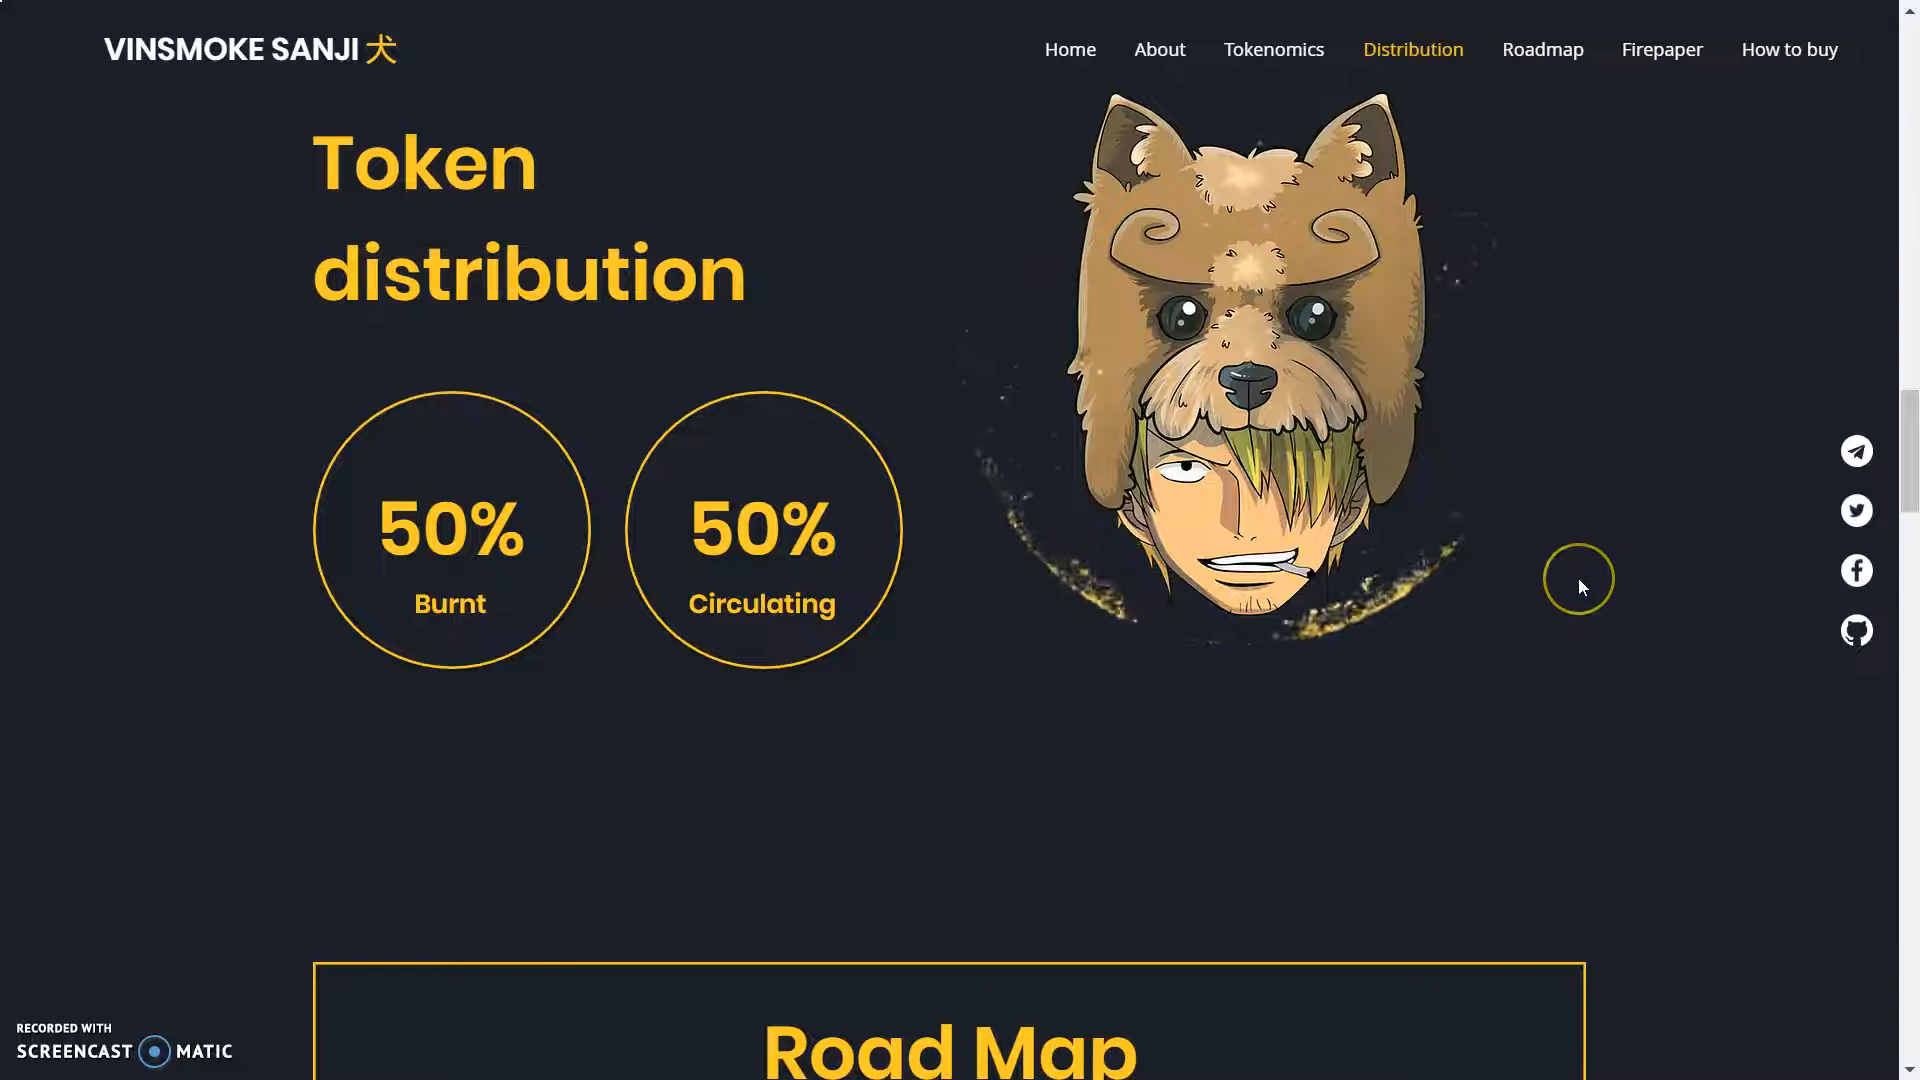 VINSMOKE SANJI 犬
Home About Tokenomics Distribution Roadmap Firepaper How to buy
Token
distribution
50%
Burnt
50%
Circulating
Road Map
RECORDED WITH
SCREENCAST MATIC